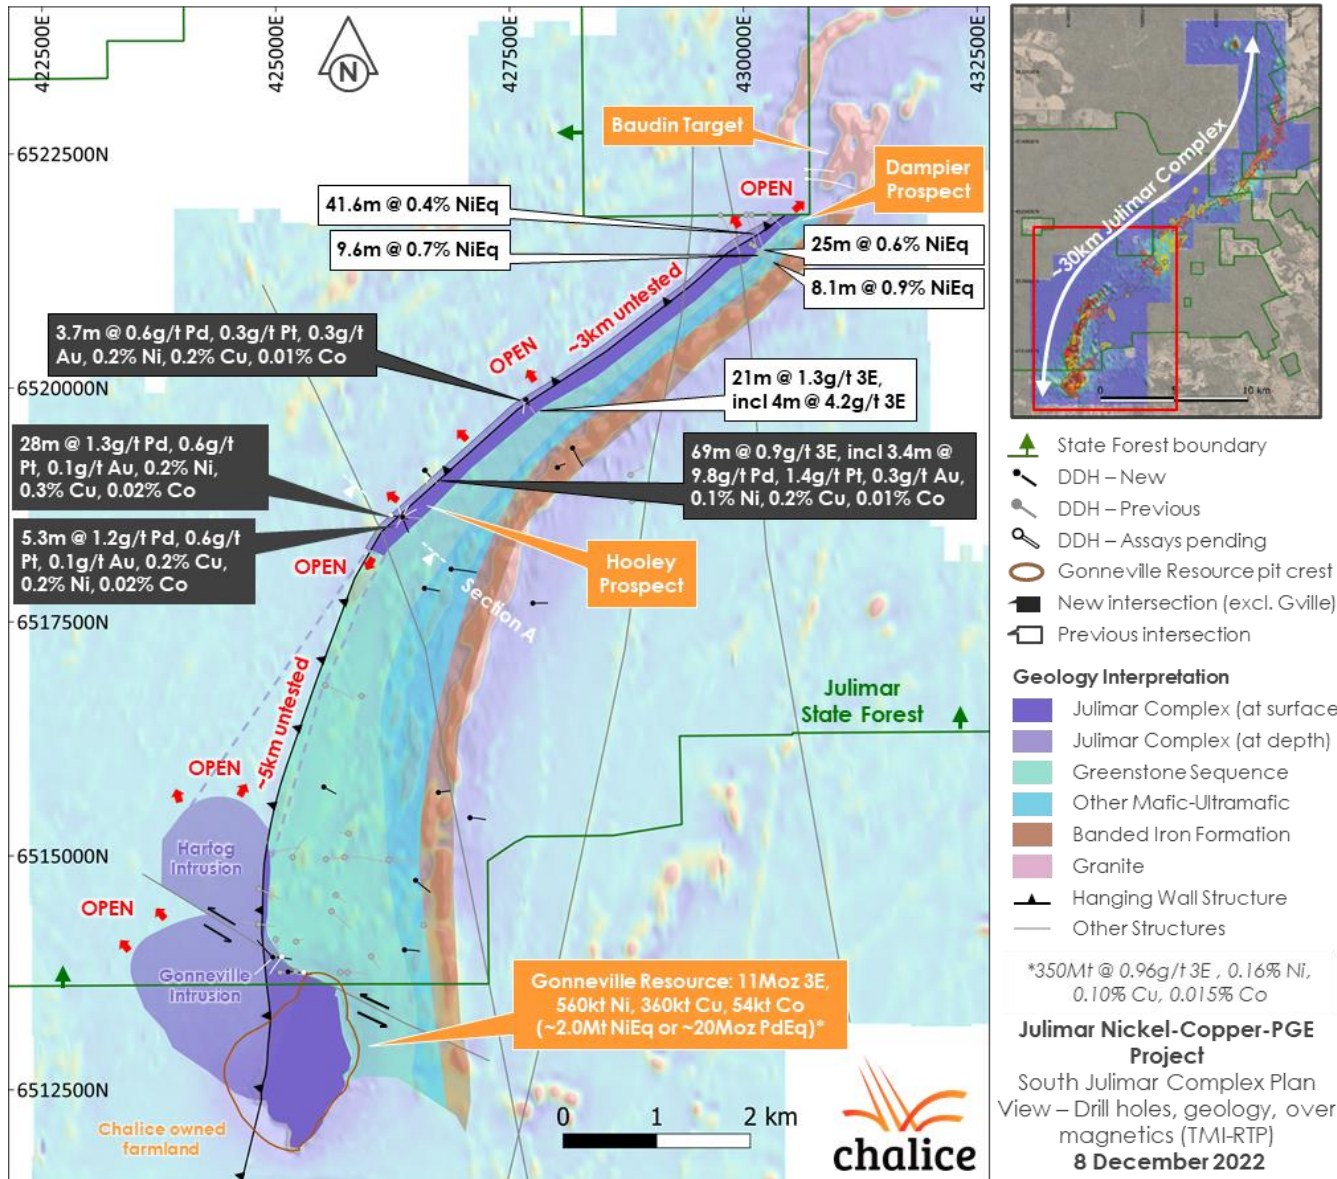 422500E
425000E
427500E
430000E
432500E
N
6522500N
6520000N
6517500N
6515000N
6512500N
Baudin Target
Dampier
Prospect
OPEN
41.6m @ 0.4% NiEq
9.6m @ 0.7% NiEq
25m @ 0.6% NiEq
8.1m @ 0.9% NiEq
~3km untested
3.7m @ 0.6g/t Pd, 0.3g/t Pt, 0.3g/t
Au, 0.2% Ni, 0.2% Cu, 0.01% Co
OPEN
21m @ 1.3g/t 3E,
incl 4m @ 4.2g/t 3E
28m @ 1.3g/t Pd, 0.6g/t
Pt, 0.1g/t Au, 0.2% Ni,
0.3% Cu, 0.02% Co
69m @ 0.9g/t 3E, incl 3.4m @
9.8g/t Pd, 1.4g/t Pt, 0.3g/t Au,
0.1% Ni, 0.2% Cu, 0.01% Co
5.3m @ 1.2g/t Pd, 0.6g/t
Pt, 0.1g/t Au, 0.2% Cu,
0.2% Ni, 0.02% Co
OPEN
Hooley
Prospect
Section A
~5km untested
Julimar
State Forest
OPEN
Hartog
Intrusion
OPEN
Gonneville
Intrusion
Gonneville Resource: 11Moz 3E,
560kt Ni, 360kt Cu, 54kt Co
(~2.0Mt NiEq or ~20Moz PdEq)*
Chalice owned
farmland
0 1 2 km
chalice
~30km Julimar Complex
0 5 10 km
State Forest boundary
DDH – New
DDH – Previous
DDH – Assays pending
Gonneville Resource pit crest
New intersection (excl. Gville)
Previous intersection
Geology Interpretation
Julimar Complex (at surface
Julimar Complex (at depth)
Greenstone Sequence
Other Mafic-Ultramafic
Banded Iron Formation
Granite
Hanging Wall Structure
Other Structures
*350Mt @ 0.96g/t 3E , 0.16% Ni,
0.10% Cu, 0.015% Co
Julimar Nickel-Copper-PGE
Project
South Julimar Complex Plan
View – Drill holes, geology, over
magnetics (TMI-RTP)
8 December 2022